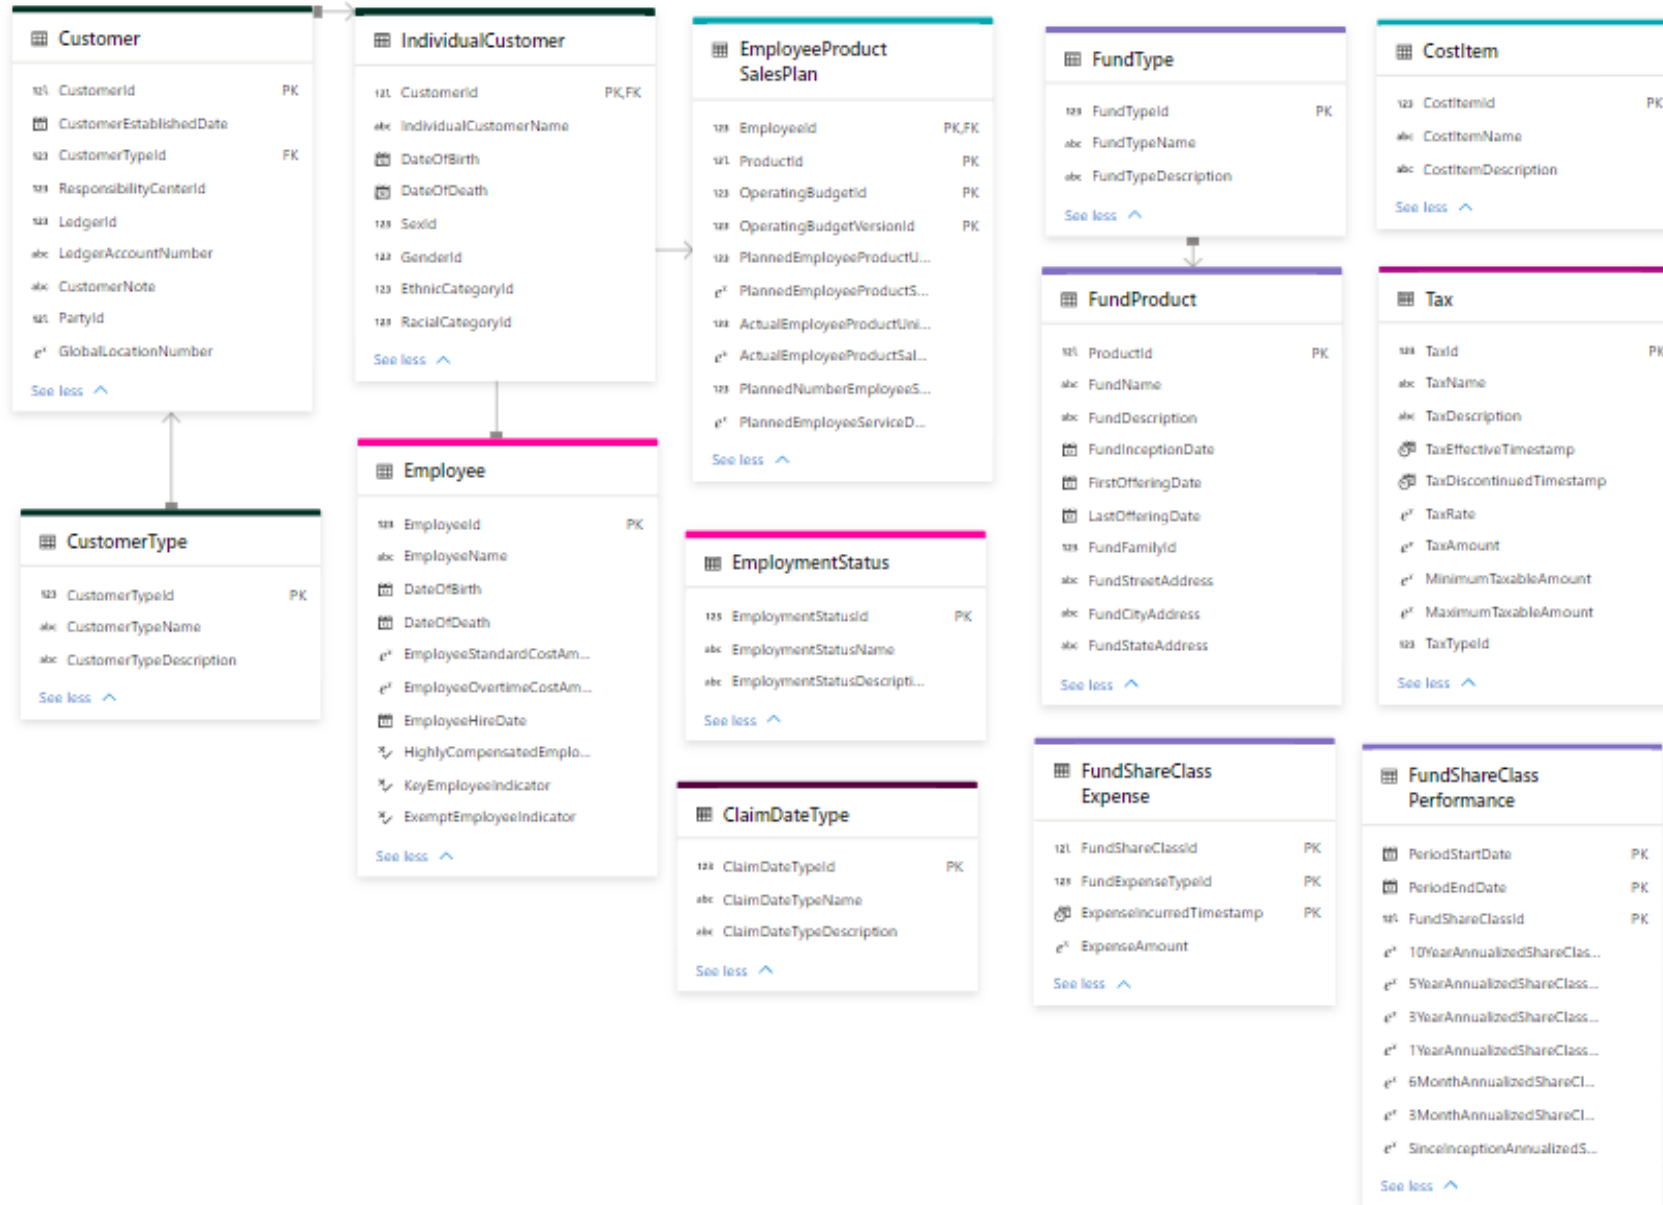 Customer
CustomerId PK
CustomerEstablishedDate
CustomerTypeId FK
ResponsibilityCenterId
LedgerId
LedgerAccountNumber
CustomerNote
PartyId
GlobalLocationNumber
See less
CustomerType
CustomerTypeId PK
CustomerTypeName
CustomerTypeDescription
See less
IndividualCustomer
CustomerId PK,FK
IndividualCustomerName
DateOfBirth
DateOfDeath
SexId
GenderId
EthnicCategoryId
RacialCategoryId
See less
Employee
EmployeeId PK
EmployeeName
DateOfBirth
DateOfDeath
EmployeeStandardCostAm...
EmployeeOvertimeCostAm...
EmployeeHireDate
HighlyCompensatedEmplo...
KeyEmployeeIndicator
ExemptEmployeeIndicator
See less
EmployeeProduct
SalesPlan
EmployeeId PK,FK
ProductId PK
OperatingBudgetId PK
OperatingBudgetVersionId PK
PlannedEmployeeProductU...
PlannedEmployeeProductS...
ActualEmployeeProductUni...
ActualEmployeeProductSal...
PlannedNumberEmployeeS...
PlannedEmployeeServiceD...
See less
EmploymentStatus
EmploymentStatusId PK
EmploymentStatusName
EmploymentStatusDescripti...
See less
ClaimDateType
ClaimDateTypeId PK
ClaimDateTypeName
ClaimDateTypeDescription
See less
FundType
FundTypeId PK
FundTypeName
FundTypeDescription
See less
FundProduct
ProductId PK
FundName
FundDescription
FundInceptionDate
FirstOfferingDate
LastOfferingDate
FundFamilyId
FundStreetAddress
FundCityAddress
FundStateAddress
See less
FundShareClass
Expense
FundShareClassId PK
FundExpenseTypeId PK
ExpenseIncurredTimestamp PK
ExpenseAmount
See less
CostItem
CostItemId PK
CostItemName
CostItemDescription
See less
Tax
TaxId PK
TaxName
TaxDescription
TaxEffectiveTimestamp
TaxDiscontinuedTimestamp
TaxRate
TaxAmount
MinimumTaxableAmount
MaximumTaxableAmount
TaxTypeId
See less
FundShareClass
Performance
PeriodStartDate PK
PeriodEndDate PK
FundShareClassId PK
10YearAnnualizedShareClas...
5YearAnnualizedShareClass...
3YearAnnualizedShareClass...
1YearAnnualizedShareClass...
6MonthAnnualizedShareCl...
3MonthAnnualizedShareCl...
SinceInceptionAnnualizedS...
See less